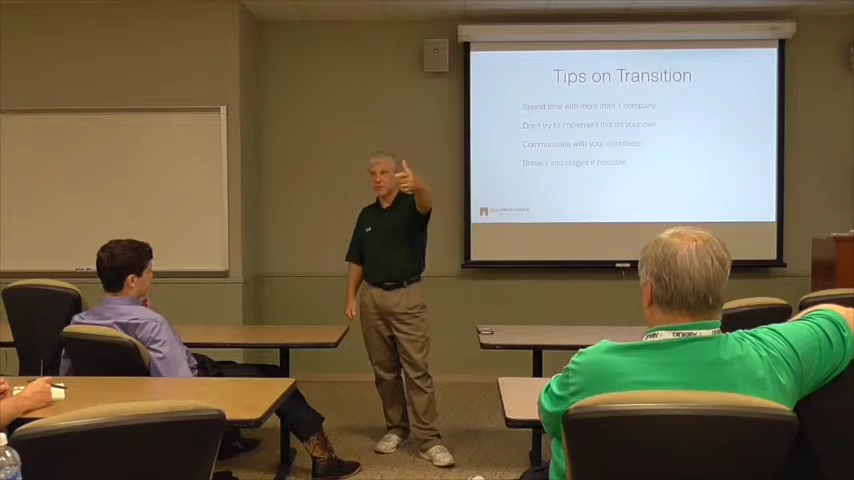 Tips on Transition
Spend time with more than 1 company.
Don't try to implement this on your own
Communicate with your volunteers
Break it into stages if possible